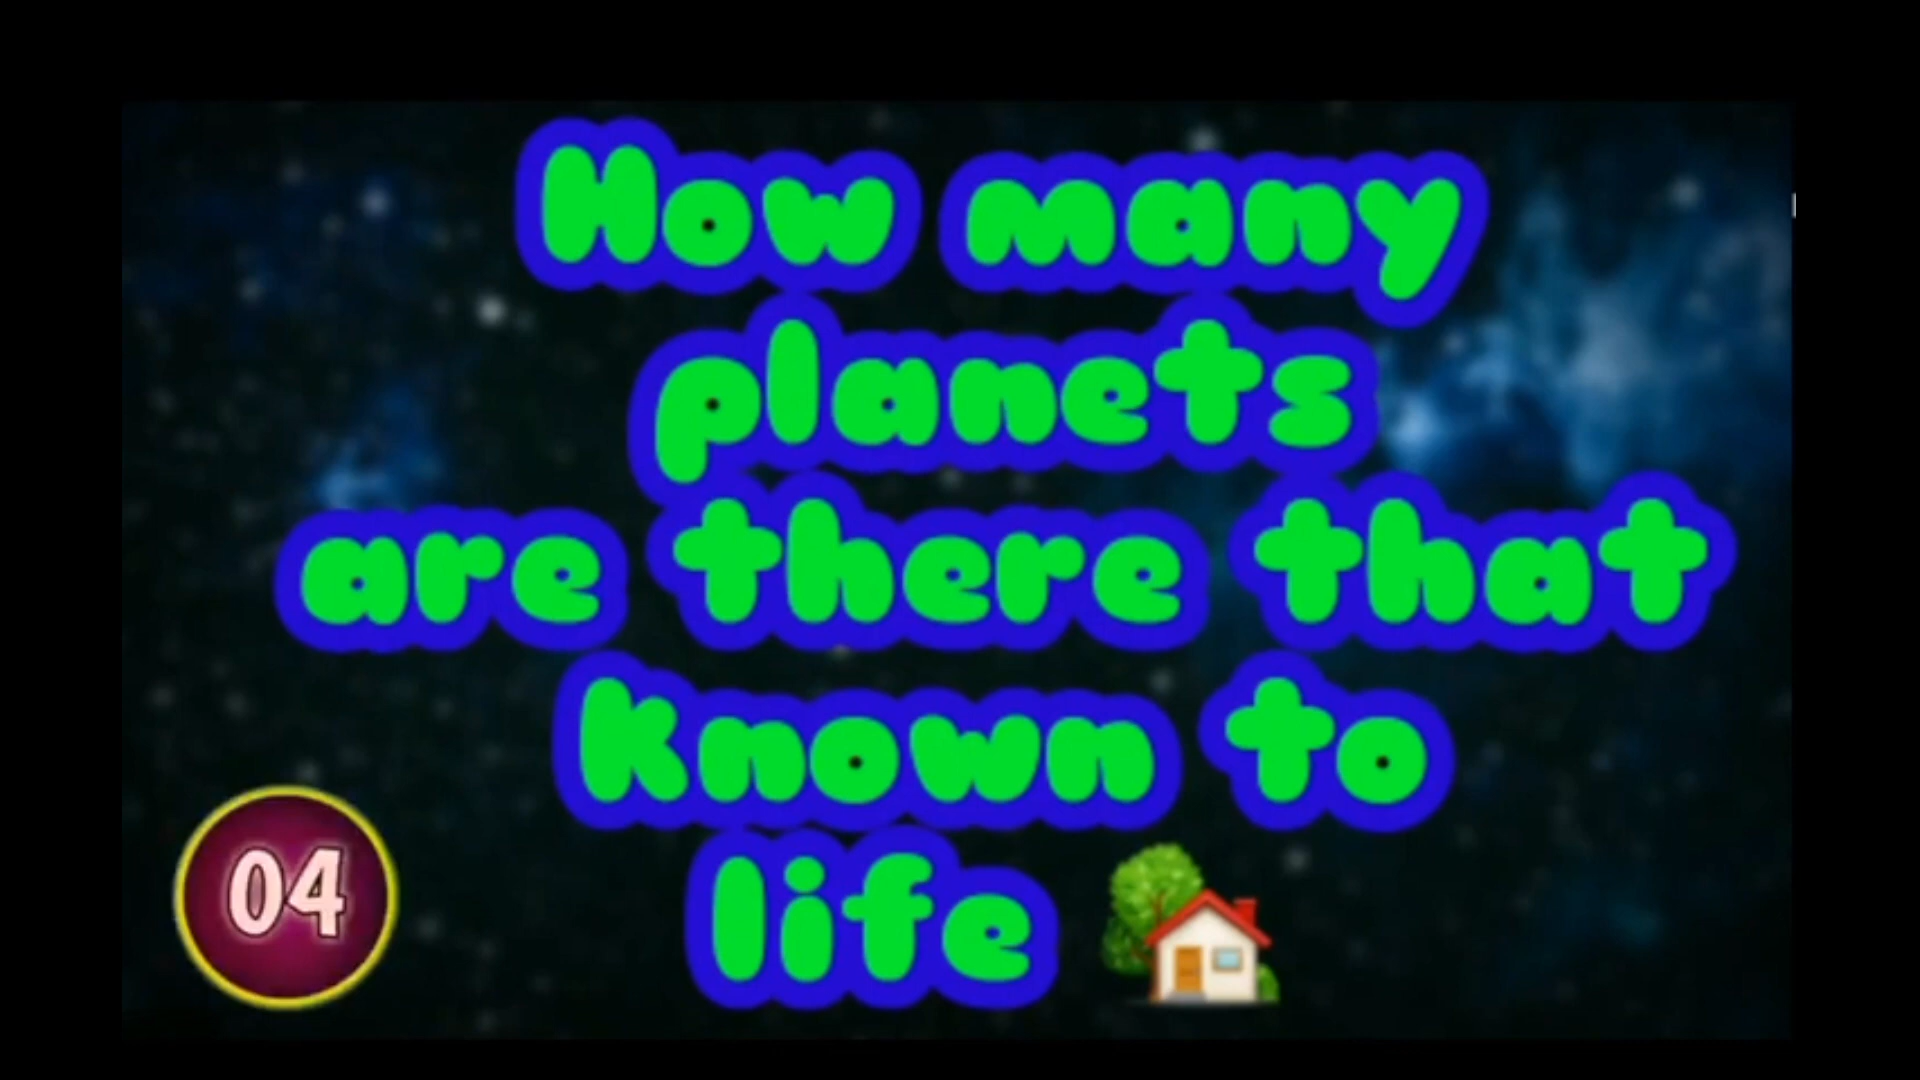 How many
planets
are there that
known to
life
04